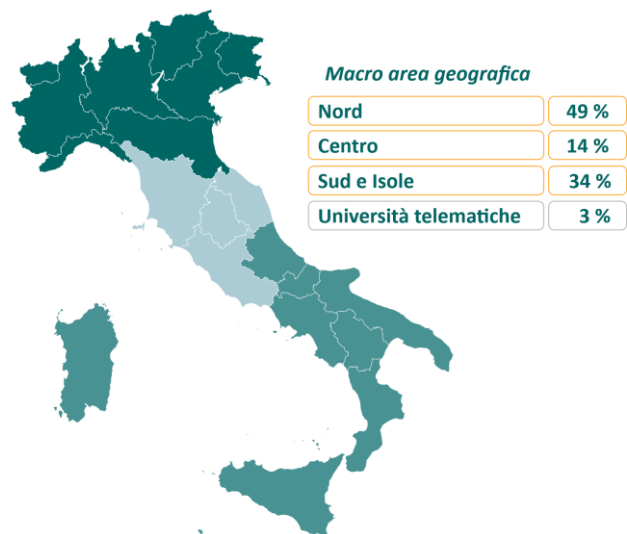 Macro area geografica
Nord 49 %
Centro 14 %
Sud e Isole 34 %
Università telematiche 3 %